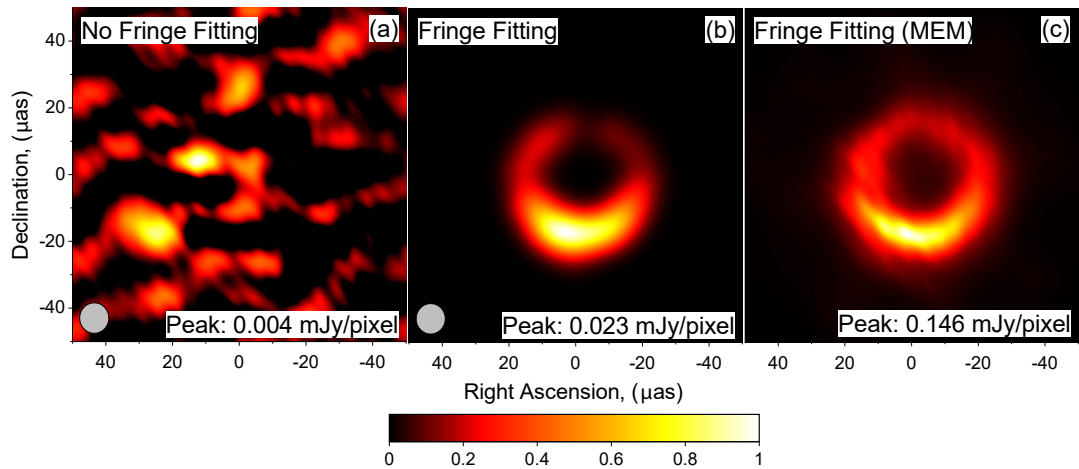 No Fringe Fitting (a)
Fringe Fitting (b)
Fringe Fitting (MEM) (c)
40
20
0
-20
-40
Declination, (µas)
Peak: 0.004 mJy/pixel
Peak: 0.023 mJy/pixel
Peak: 0.146 mJy/pixel
40 20 0 -20 -40
40 20 0 -20 -40
40 20 0 -20 -40
Right Ascension, (µas)
0 0.2 0.4 0.6 0.8 1